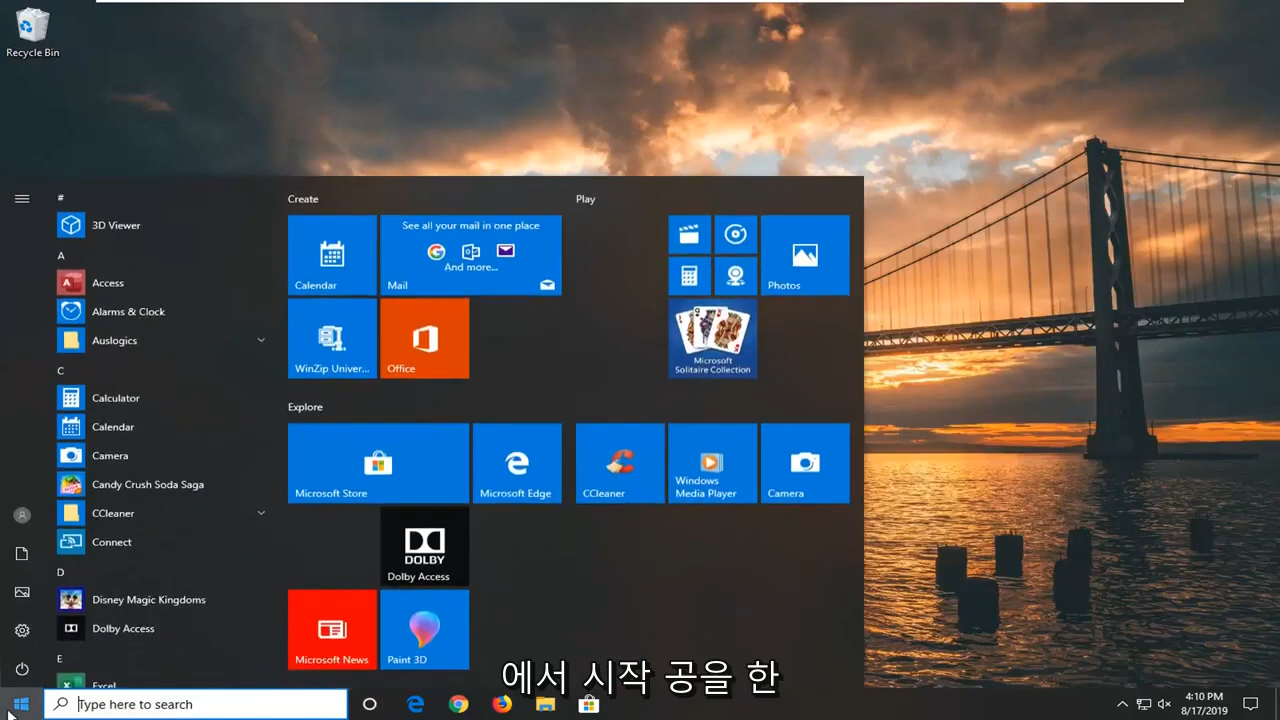 Recycle Bin
#
3D Viewer
A
Access
Alarms & Clock
Auslogics
C
Calculator
Calendar
Camera
Candy Crush Soda Saga
CCleaner
Connect
D
Disney Magic Kingdoms
Dolby Access
E
Excel
Create
Calendar
See all your mail in one place
And more...
Mail
WinZip Univer...
Office
Play
Photos
Microsoft
Solitaire Collection
Explore
Microsoft Store
Microsoft Edge
CCleaner
Windows
Media Player
Camera
DOLBY
Dolby Access
Microsoft News
Paint 3D
에서 시작 공을 한
Type here to search
4:10 PM
8/17/2019